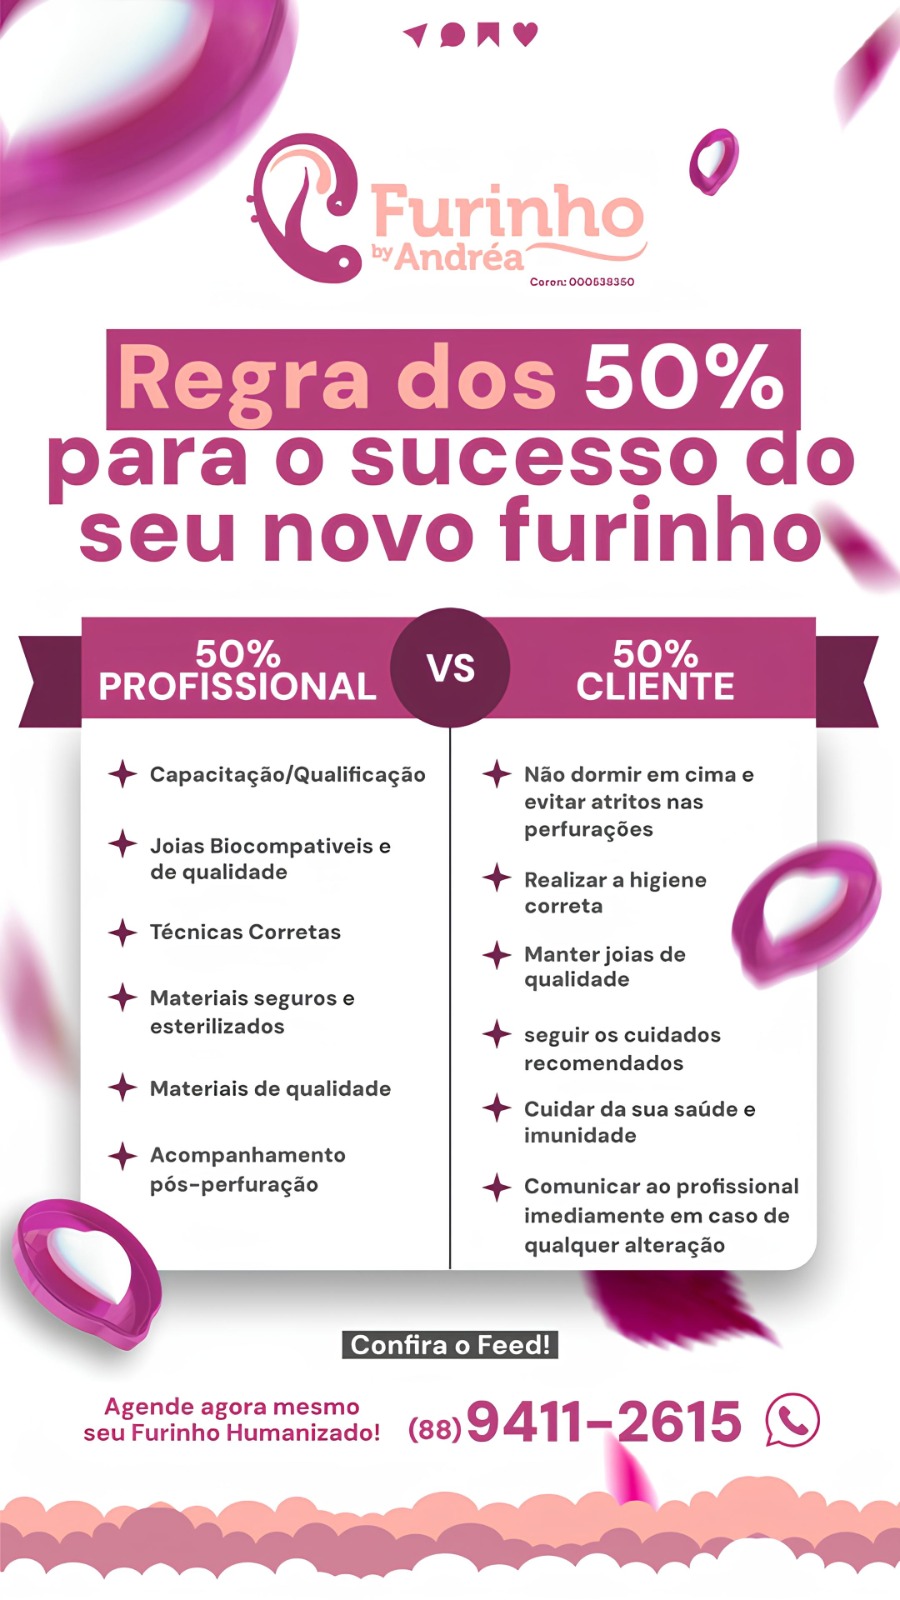 Furinho
by Andréa
Coren: 000538350
Regra dos 50%
para o sucesso do
seu novo furinho
50%
PROFISSIONAL
VS
50%
CLIENTE
Capacitação/Qualificação
Joias Biocompativeis e
de qualidade
Técnicas Corretas
Materiais seguros e
esterilizados
Materiais de qualidade
Acompanhamento
pós-perfuração
Não dormir em cima e
evitar atritos nas
perfurações
Realizar a higiene
correta
Manter joias de
qualidade
seguir os cuidados
recomendados
Cuidar da sua saúde e
imunidade
Comunicar ao profissional
imediamente em caso de
qualquer alteração
Confira o Feed!
Agende agora mesmo
seu Furinho Humanizado!
(88) 9411-2615